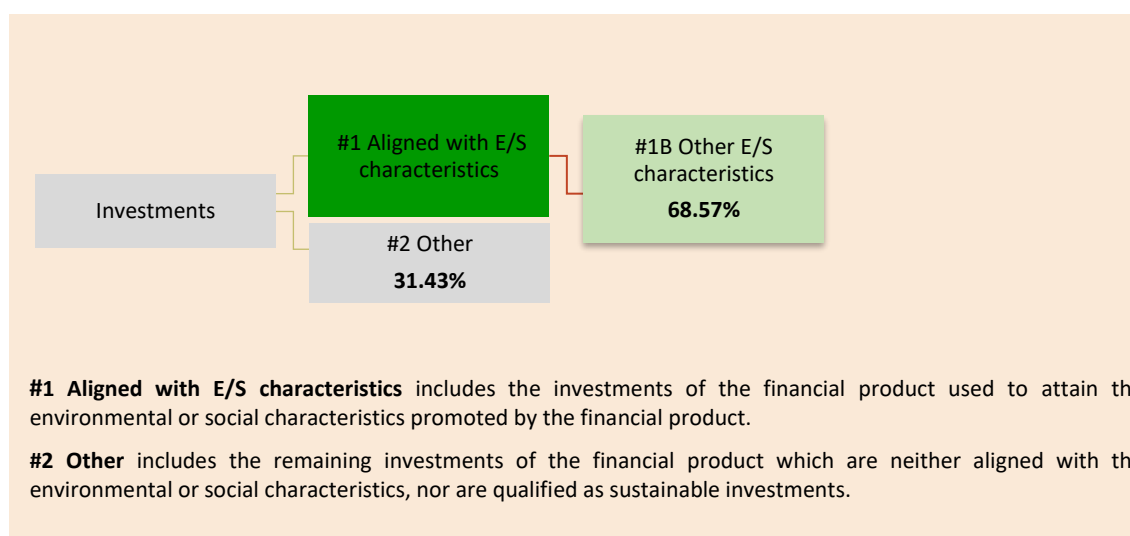 #1 Aligned with E/S
characteristics
#1B Other E/S
characteristics
68.57%
Investments
#2 Other
31.43%
#1 Aligned with E/S characteristics includes the investments of the financial product used to attain th
environmental or social characteristics promoted by the financial product.
#2 Other includes the remaining investments of the financial product which are neither aligned with th
environmental or social characteristics, nor are qualified as sustainable investments.